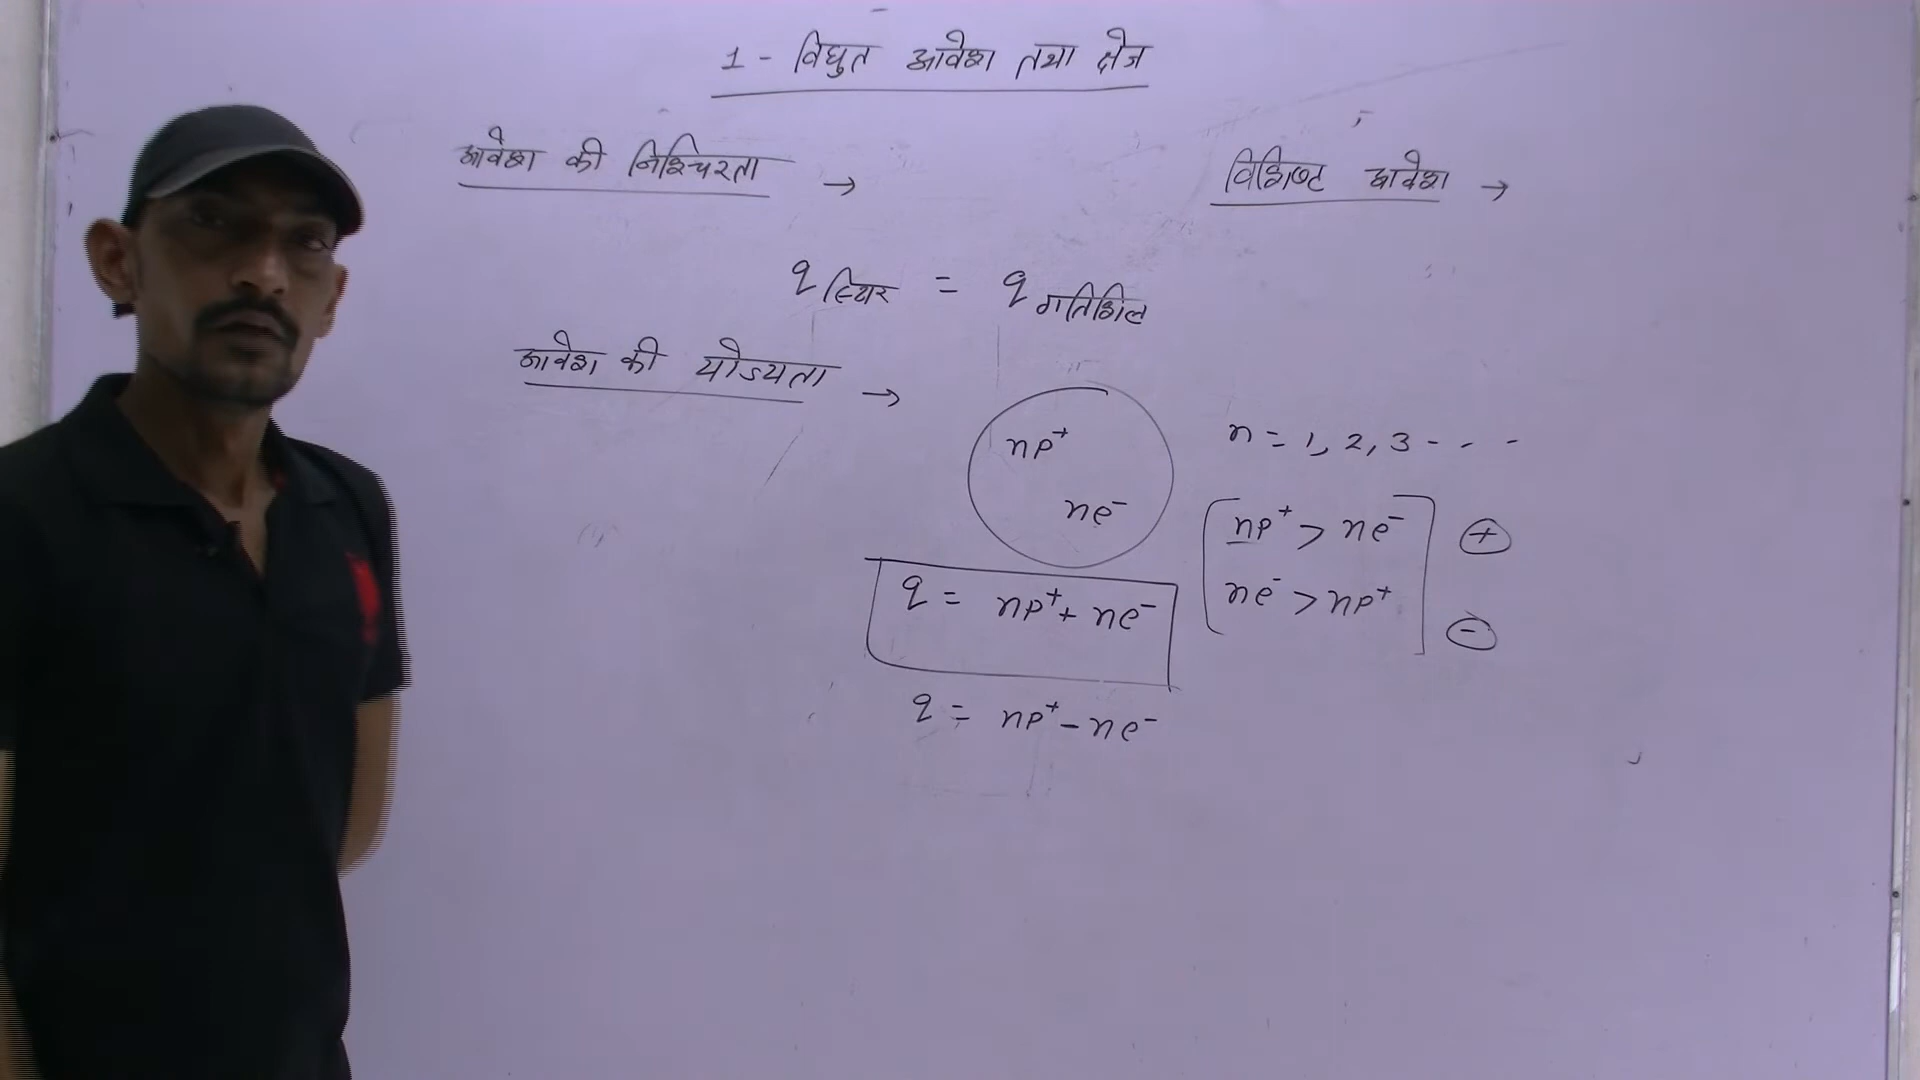 1 - विद्युत आवेश तथा क्षेत्र
आवेश की निश्चिरता →
विशिष्ट आवेश →
q स्थिर = q गतिशिल
आवेश की योज्यता →
np⁺
ne⁻
n = 1, 2, 3 - - -
np⁺ > ne⁻ ⊕
ne⁻ > np⁺ ⊖
q = np⁺ + ne⁻
q = np⁺ - ne⁻